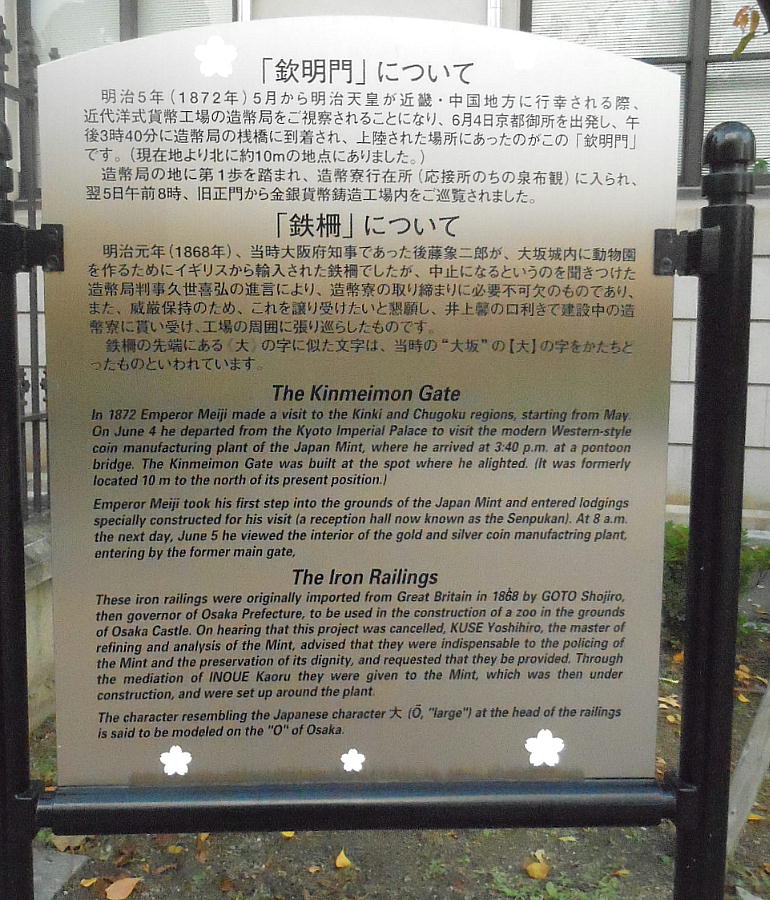 「欽明門」について
明治5年（1872年）5月から明治天皇が近畿・中国地方に行幸される際、
近代洋式貨幣工場の造幣局をご視察されることになり、6月4日京都御所を出発し、午
後3時40分に造幣局の桟橋に到着され、上陸された場所にあったのがこの「欽明門」
です。（現在地より北に約10mの地点にありました。）
造幣局の地に第1歩を踏まれ、造幣寮行在所（応接所のちの泉布観）に入られ、
翌5日午前8時、旧正門から金銀貨幣鋳造工場内をご巡覧されました。
「鉄柵」について
明治元年（1868年）、当時大阪府知事であった後藤象二郎が、大坂城内に動物園
を作るためにイギリスから輸入された鉄柵でしたが、中止になるというのを聞きつけた
造幣局判事久世喜弘の進言により、造幣寮の取り締まりに必要不可欠のものであり、
また、威厳保持のため、これを譲り受けたいと懇願し、井上馨の口利きで建設中の造
幣寮に貰い受け、工場の周囲に張り巡らしたものです。
鉄柵の先端にある《大》の字に似た文字は、当時の“大坂”の【大】の字をかたちど
ったものといわれています。
The Kinmeimon Gate
In 1872 Emperor Meiji made a visit to the Kinki and Chugoku regions, starting from May.
On June 4 he departed from the Kyoto Imperial Palace to visit the modern Western-style
coin manufacturing plant of the Japan Mint, where he arrived at 3:40 p.m. at a pontoon
bridge. The Kinmeimon Gate was built at the spot where he alighted. (It was formerly
located 10 m to the north of its present position.)
Emperor Meiji took his first step into the grounds of the Japan Mint and entered lodgings
specially constructed for his visit (a reception hall now known as the Senpukan). At 8 a.m.
the next day, June 5 he viewed the interior of the gold and silver coin manufactring plant,
entering by the former main gate,
The Iron Railings
These iron railings were originally imported from Great Britain in 1868 by GOTO Shojiro,
then governor of Osaka Prefecture, to be used in the construction of a zoo in the grounds
of Osaka Castle. On hearing that this project was cancelled, KUSE Yoshihiro, the master of
refining and analysis of the Mint, advised that they were indispensable to the policing of
the Mint and the preservation of its dignity, and requested that they be provided. Through
the mediation of INOUE Kaoru they were given to the Mint, which was then under
construction, and were set up around the plant.
The character resembling the Japanese character 大 (Ō, "large") at the head of the railings
is said to be modeled on the "O" of Osaka.